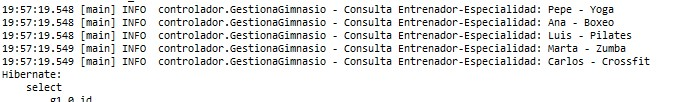 19:57:19.548 [main] INFO  controlador.GestionaGimnasio - Consulta Entrenador-Especialidad: Pepe - Yoga
19:57:19.548 [main] INFO  controlador.GestionaGimnasio - Consulta Entrenador-Especialidad: Ana - Boxeo
19:57:19.548 [main] INFO  controlador.GestionaGimnasio - Consulta Entrenador-Especialidad: Luis - Pilates
19:57:19.549 [main] INFO  controlador.GestionaGimnasio - Consulta Entrenador-Especialidad: Marta - Zumba
19:57:19.549 [main] INFO  controlador.GestionaGimnasio - Consulta Entrenador-Especialidad: Carlos - Crossfit
Hibernate:
    select
        g1_0.id